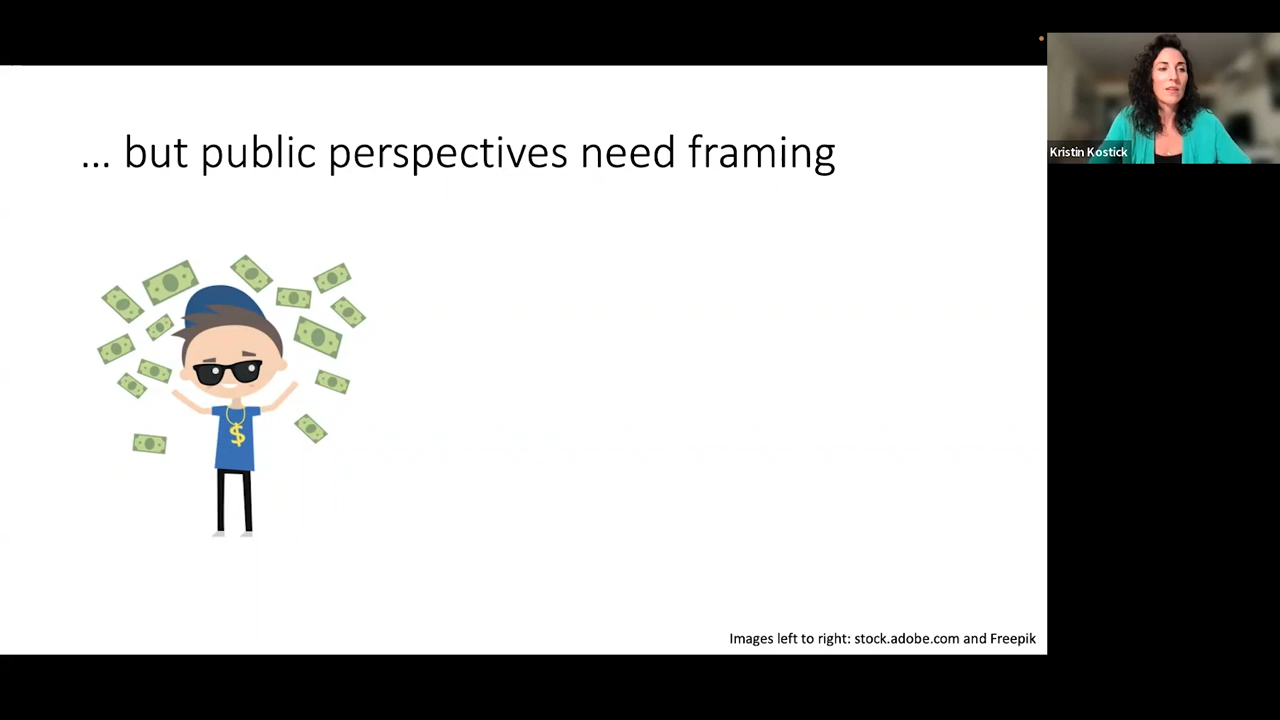 ... but public perspectives need framing
Kristin Kostick
$
Images left to right: stock.adobe.com and Freepik